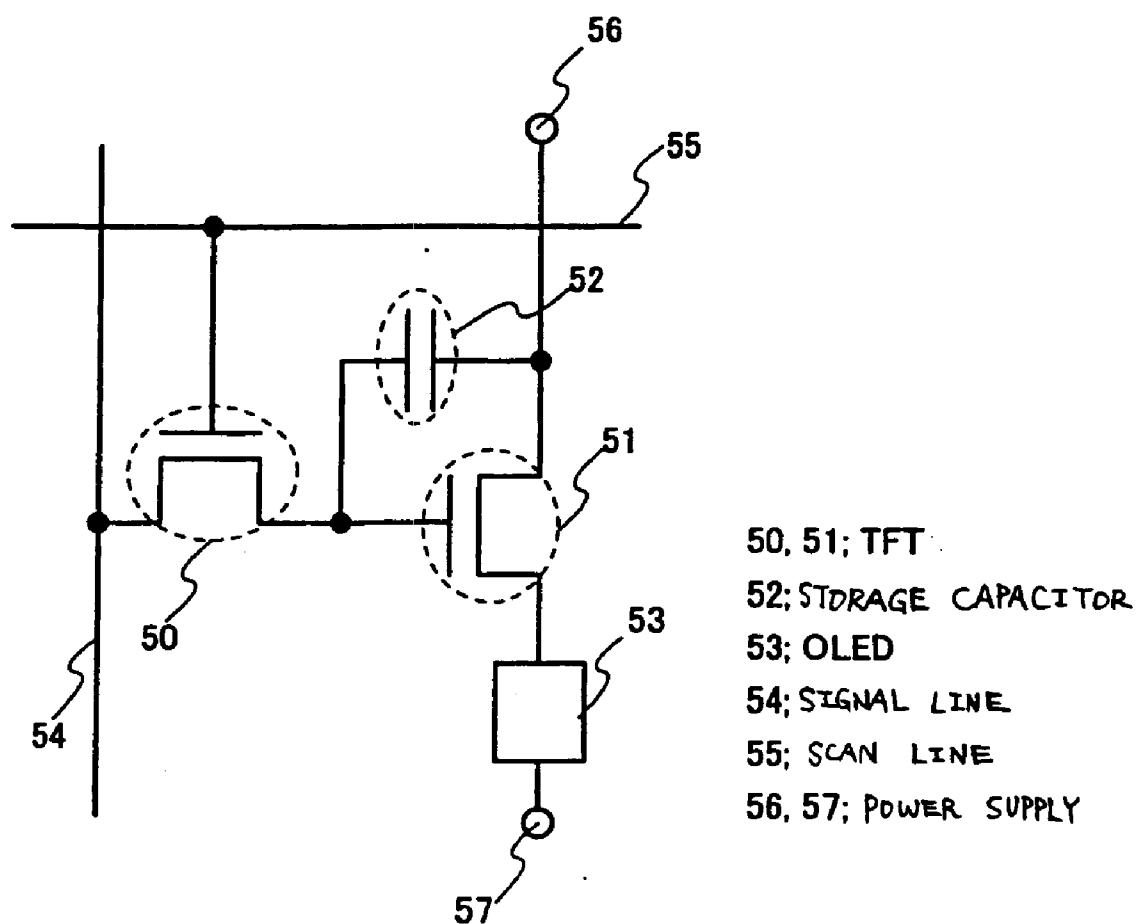 56
55
52
51
50
53
54
57
50, 51; TFT
52; STORAGE CAPACITOR
53; OLED
54; SIGNAL LINE
55; SCAN LINE
56, 57; POWER SUPPLY